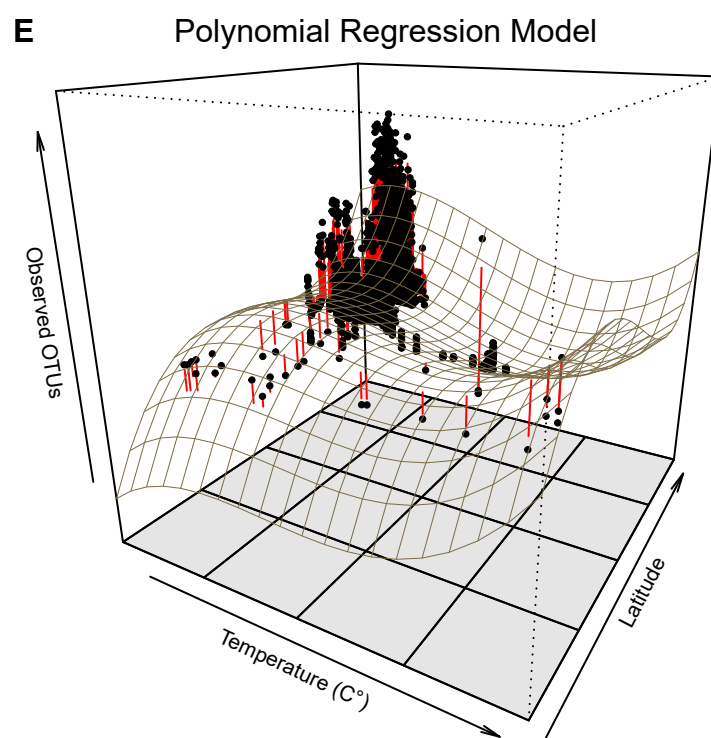 E
Polynomial Regression Model
Observed OTUs
Temperature (C°)
Latitude